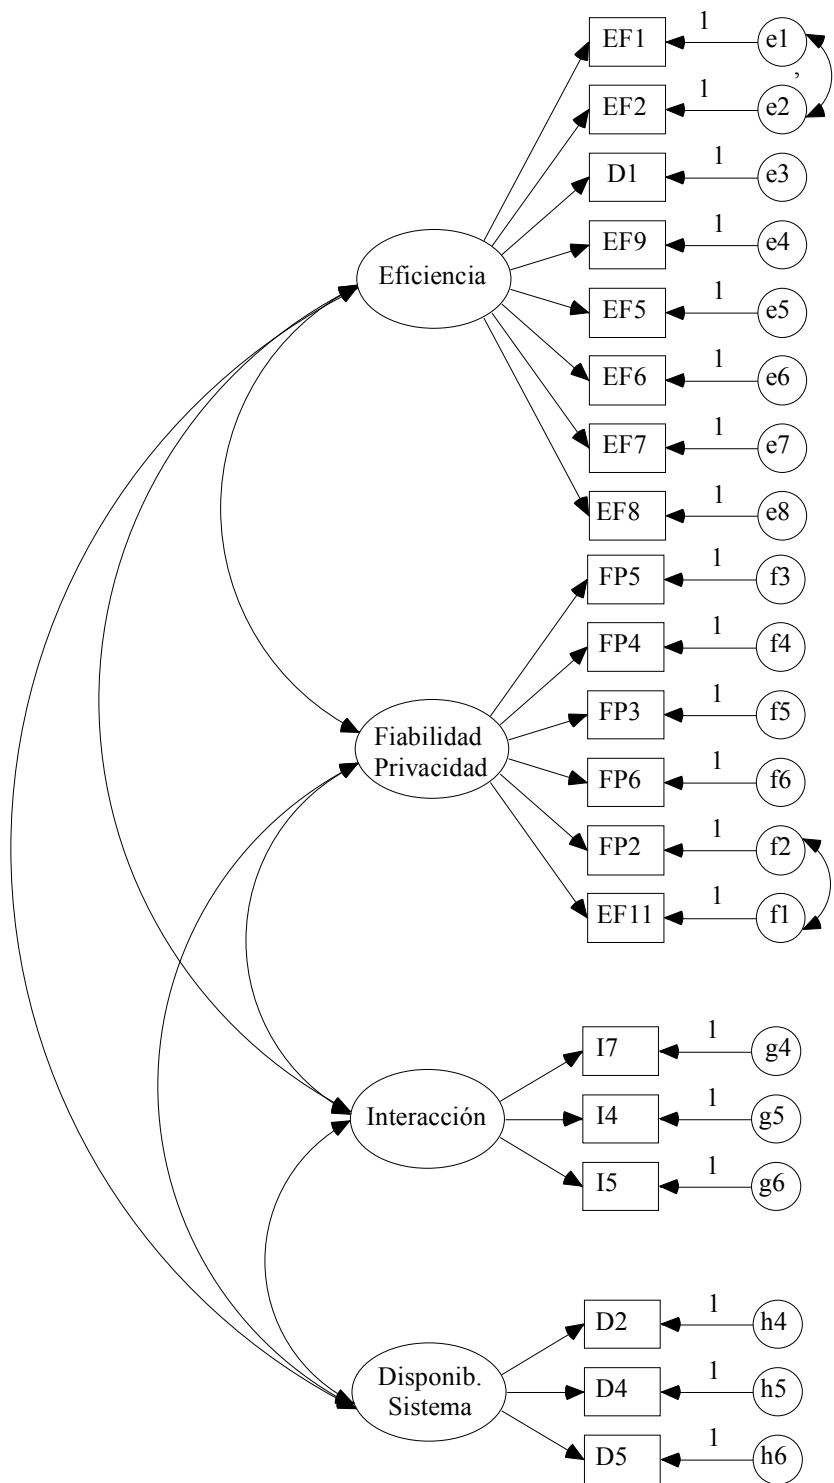 EF1 1 e1
,
EF2 1 e2
D1 1 e3
EF9 1 e4
Eficiencia
EF5 1 e5
EF6 1 e6
EF7 1 e7
EF8 1 e8
FP5 1 f3
FP4 1 f4
FP3 1 f5
Fiabilidad
Privacidad
FP6 1 f6
FP2 1 f2
EF11 1 f1
I7 1 g4
Interacción
I4 1 g5
I5 1 g6
D2 1 h4
Disponib.
Sistema
D4 1 h5
D5 1 h6